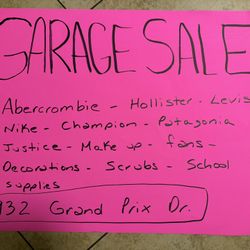 GARAGE SALE
Abercrombie - Hollister - Levis
Nike - Champion - Patagonia
Justice - Make up - fans -
Decorations - Scrubs - School
supplies
932 Grand Prix Dr.